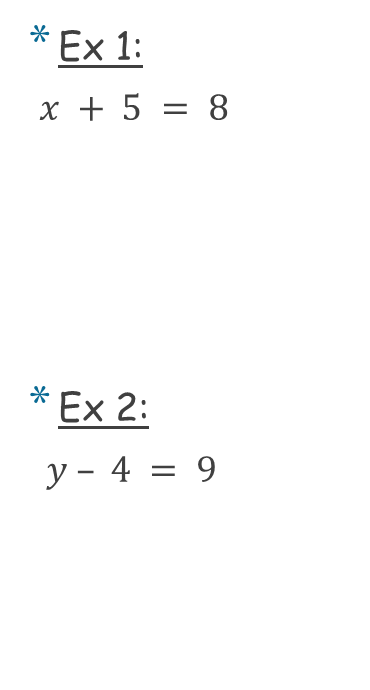 * Ex 1:
x + 5 = 8
* Ex 2:
y – 4 = 9